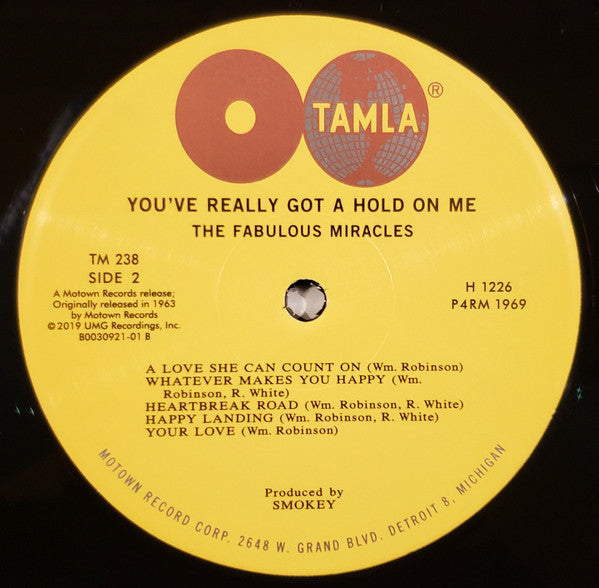 TAMLA®
YOU'VE REALLY GOT A HOLD ON ME
THE FABULOUS MIRACLES
TM 238
SIDE 2
A Motown Records release;
Originally released in 1963
by Motown Records
©2019 UMG Recordings, Inc.
B0030921-01 B
H 1226
P4RM 1969
A LOVE SHE CAN COUNT ON (Wm. Robinson)
WHATEVER MAKES YOU HAPPY (Wm.
Robinson, R. White)
HEARTBREAK ROAD (Wm. Robinson, R. White)
HAPPY LANDING (Wm. Robinson, R. White)
YOUR LOVE (Wm. Robinson)
Produced by
SMOKEY
MOTOWN RECORD CORP. 2648 W. GRAND BLVD. DETROIT 8, MICHIGAN